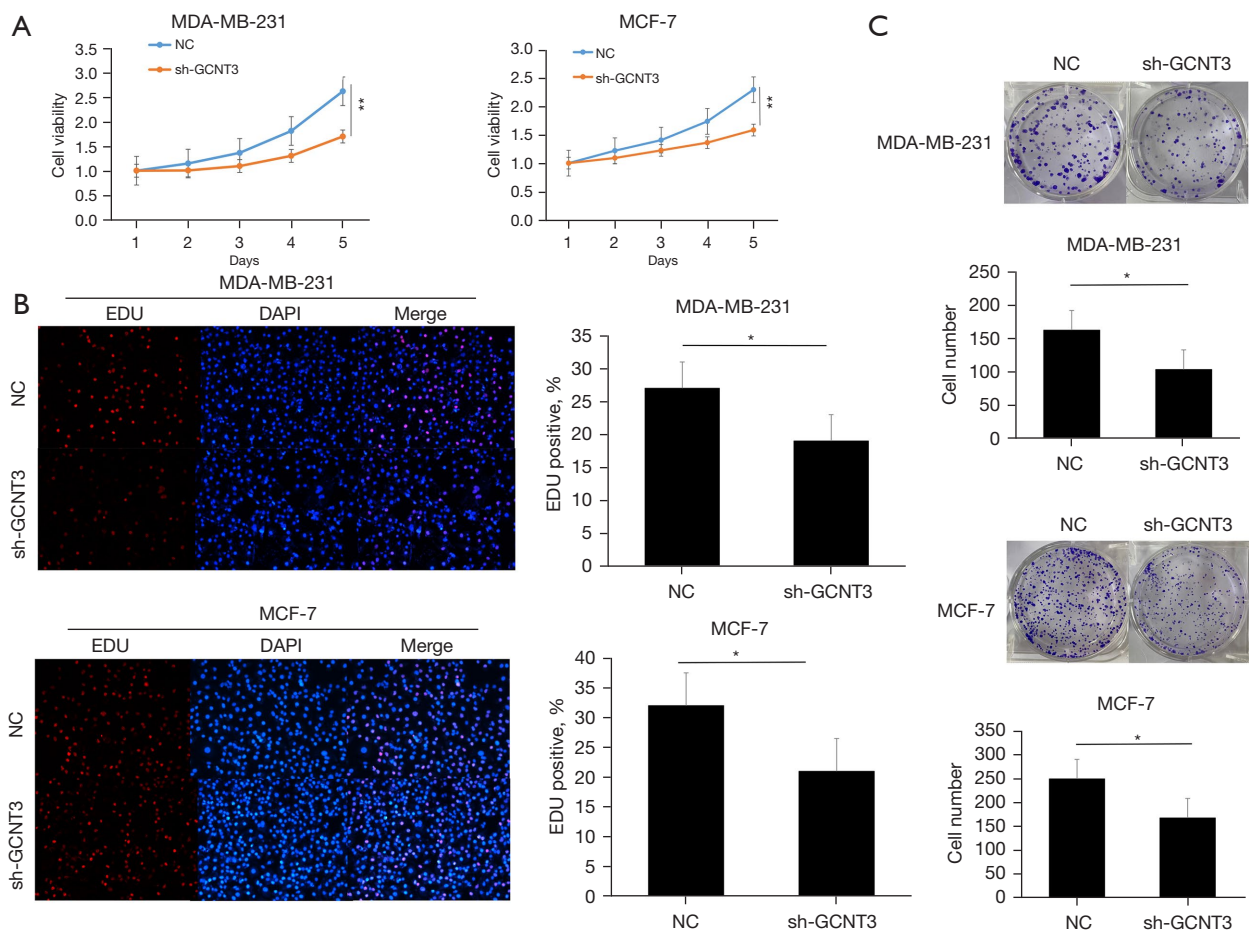 A
MDA-MB-231
NC
sh-GCNT3
Cell viability
3.5
3.0
2.5
2.0
1.5
1.0
0.5
0.0
**
1 2 3 4 5
Days
MCF-7
NC
sh-GCNT3
Cell viability
3.0
2.5
2.0
1.5
1.0
0.5
0.0
**
1 2 3 4 5
Days
B
MDA-MB-231
EDU DAPI Merge
NC
sh-GCNT3
MDA-MB-231
EDU positive, %
35
30
25
20
15
10
5
0
*
NC sh-GCNT3
MCF-7
EDU DAPI Merge
NC
sh-GCNT3
MCF-7
EDU positive, %
40
35
30
25
20
15
10
5
0
*
NC sh-GCNT3
C
NC sh-GCNT3
MDA-MB-231
MDA-MB-231
Cell number
250
200
150
100
50
0
*
NC sh-GCNT3
NC sh-GCNT3
MCF-7
MCF-7
Cell number
350
300
250
200
150
100
50
0
*
NC sh-GCNT3